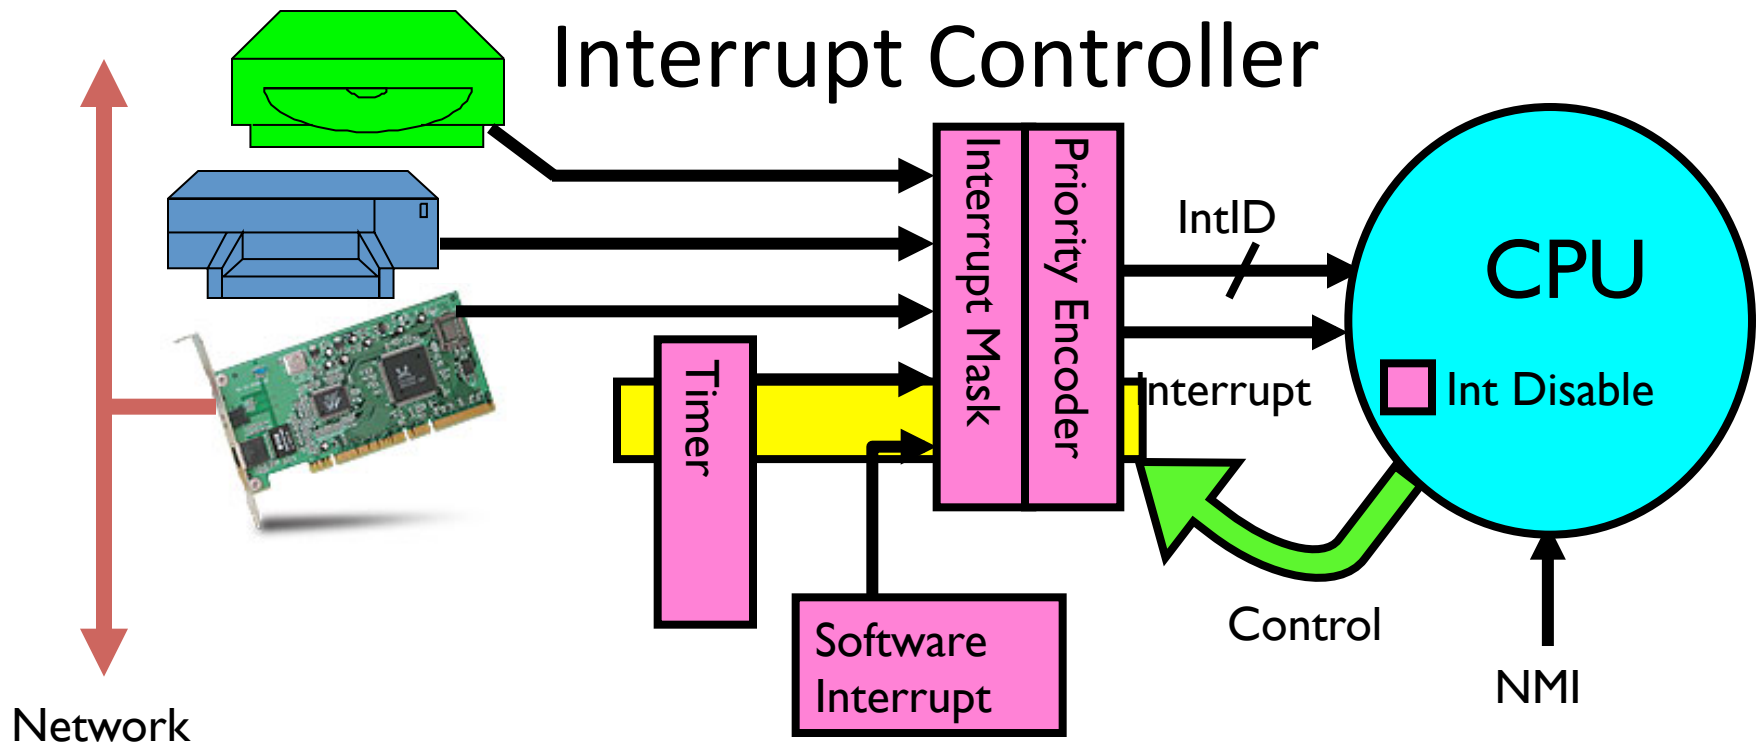 Interrupt Controller
Interrupt Mask
Priority Encoder
IntID
CPU
Timer
Interrupt
Int Disable
Control
Software
Interrupt
NMI
Network